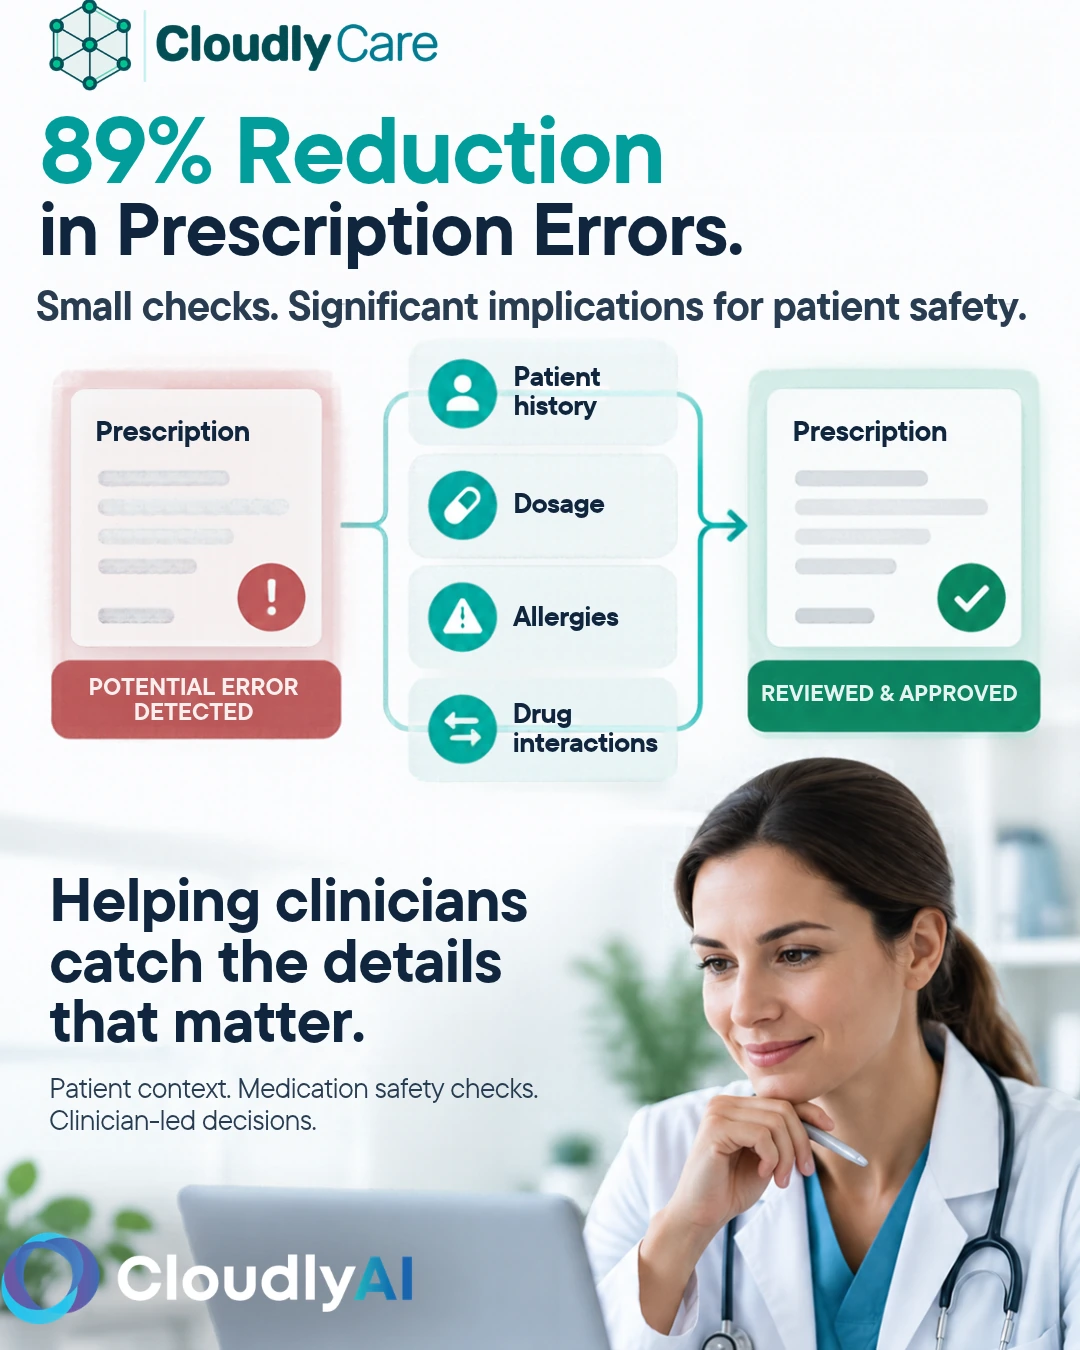 Cloudly Care
89% Reduction
in Prescription Errors.
Small checks. Significant implications for patient safety.
Prescription
POTENTIAL ERROR
DETECTED
Patient
history
Dosage
Allergies
Drug
interactions
Prescription
REVIEWED & APPROVED
Helping clinicians
catch the details
that matter.
Patient context. Medication safety checks.
Clinician-led decisions.
CloudlyAI